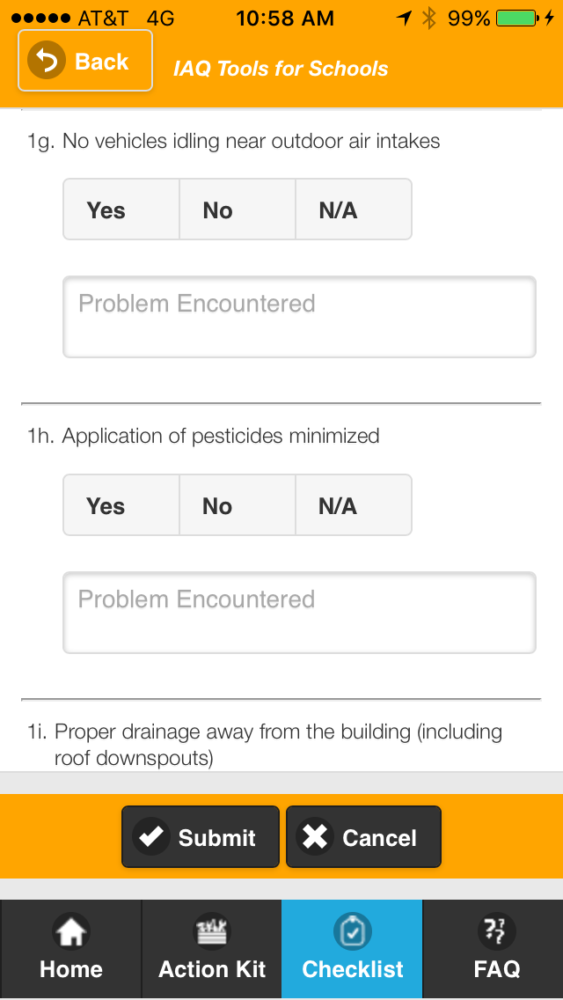 AT&T 4G 10:58 AM 99%
Back
IAQ Tools for Schools
1g. No vehicles idling near outdoor air intakes
Yes No N/A
Problem Encountered
1h. Application of pesticides minimized
Yes No N/A
Problem Encountered
1i. Proper drainage away from the building (including
roof downspouts)
Submit Cancel
Home Action Kit Checklist FAQ